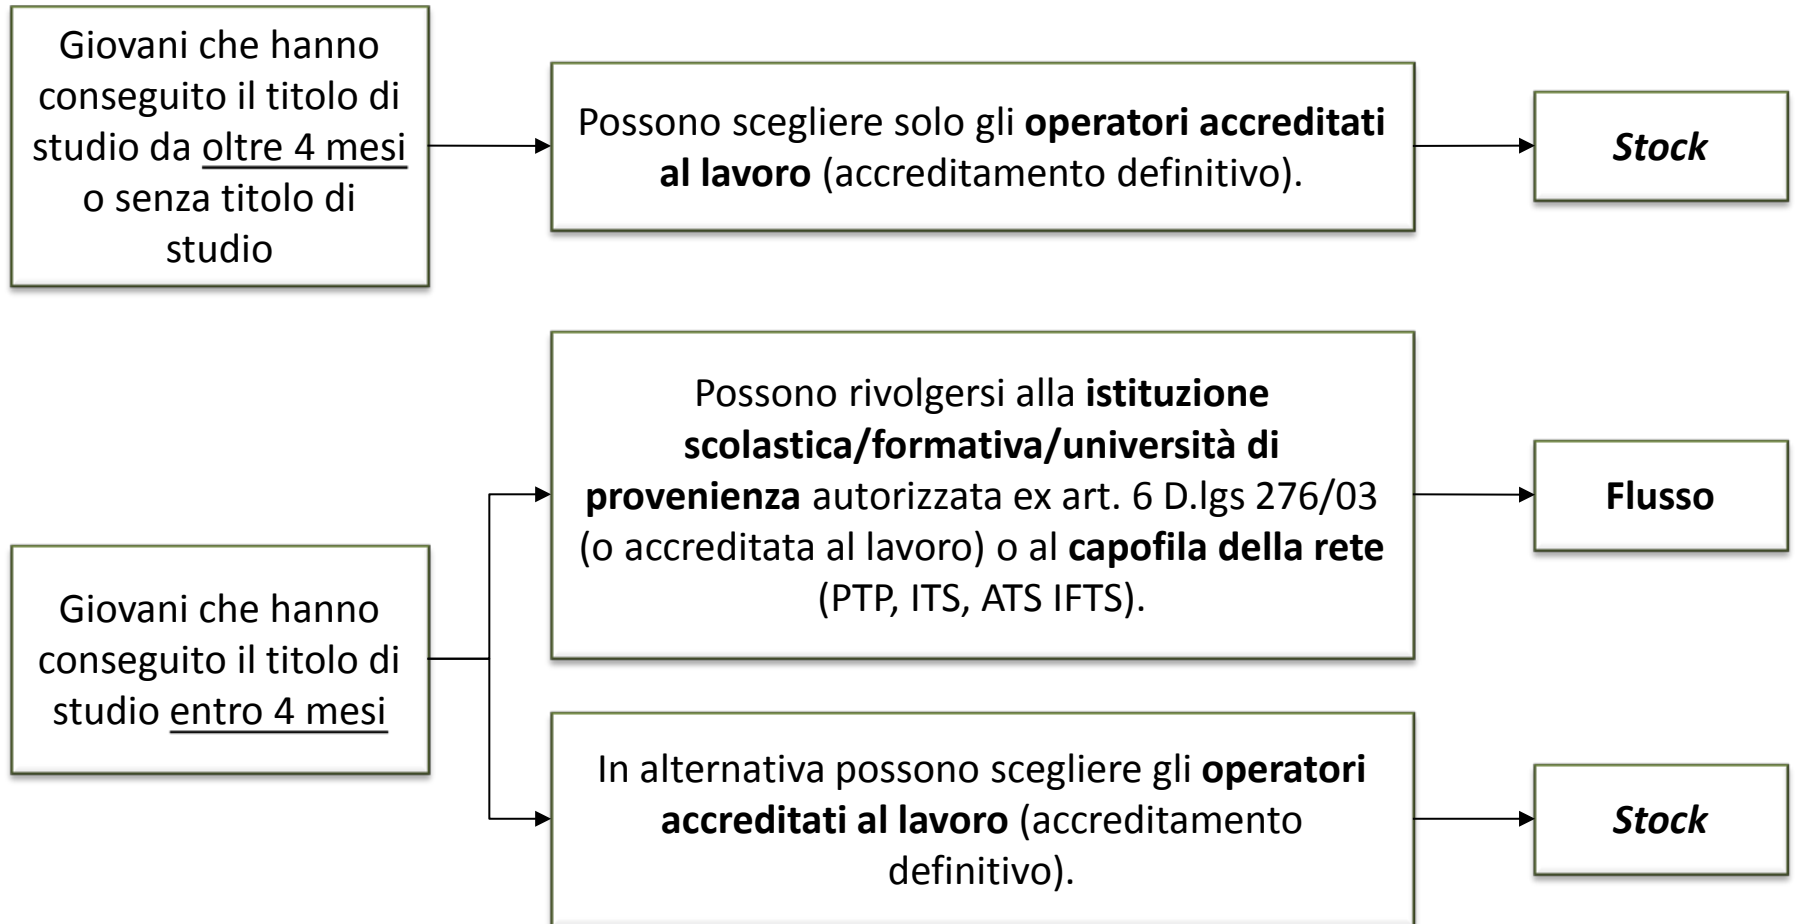 Giovani che hanno
conseguito il titolo di
studio da oltre 4 mesi
o senza titolo di
studio
Possono scegliere solo gli operatori accreditati
al lavoro (accreditamento definitivo).
Stock
Giovani che hanno
conseguito il titolo di
studio entro 4 mesi
Possono rivolgersi alla istituzione
scolastica/formativa/università di
provenienza autorizzata ex art. 6 D.lgs 276/03
(o accreditata al lavoro) o al capofila della rete
(PTP, ITS, ATS IFTS).
Flusso
In alternativa possono scegliere gli operatori
accreditati al lavoro (accreditamento
definitivo).
Stock